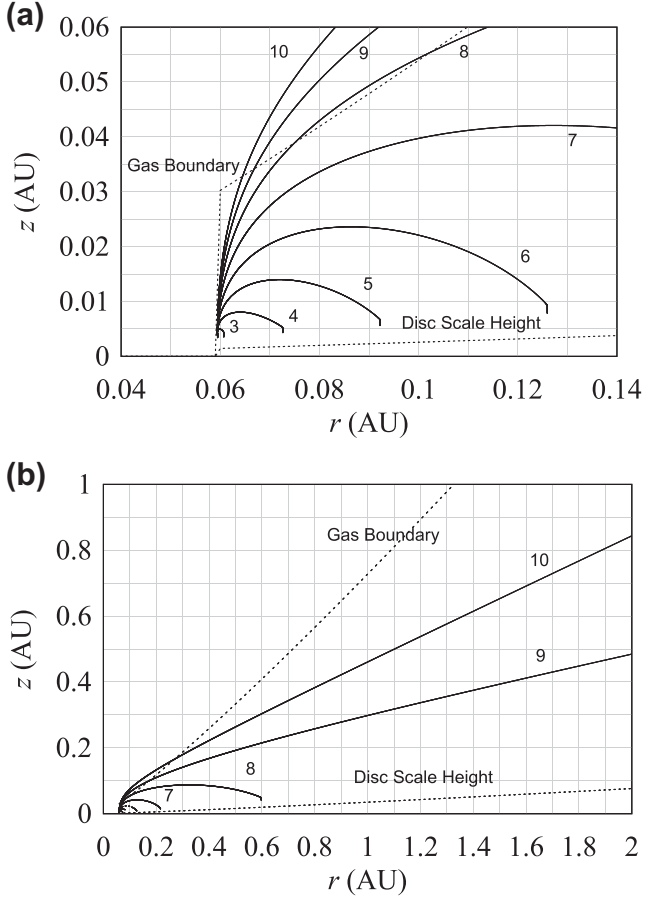 (a)
0.06
0.05
0.04
0.03
0.02
0.01
0
z (AU)
10
9
8
Gas Boundary
7
6
5
4
3
Disc Scale Height
0.04 0.06 0.08 0.1 0.12 0.14
r (AU)
(b)
1
0.8
0.6
0.4
0.2
0
z (AU)
Gas Boundary
10
9
8
7
Disc Scale Height
0 0.2 0.4 0.6 0.8 1 1.2 1.4 1.6 1.8 2
r (AU)